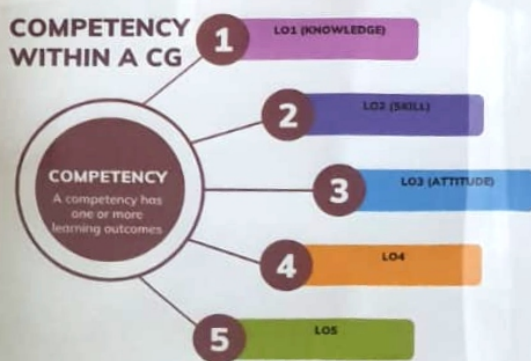 COMPETENCY
WITHIN A CG
1
LO1 (KNOWLEDGE)
2
LO2 (SKILL)
COMPETENCY
A competency has
one or more
learning outcomes
3
LO3 (ATTITUDE)
4
LO4
5
LO5